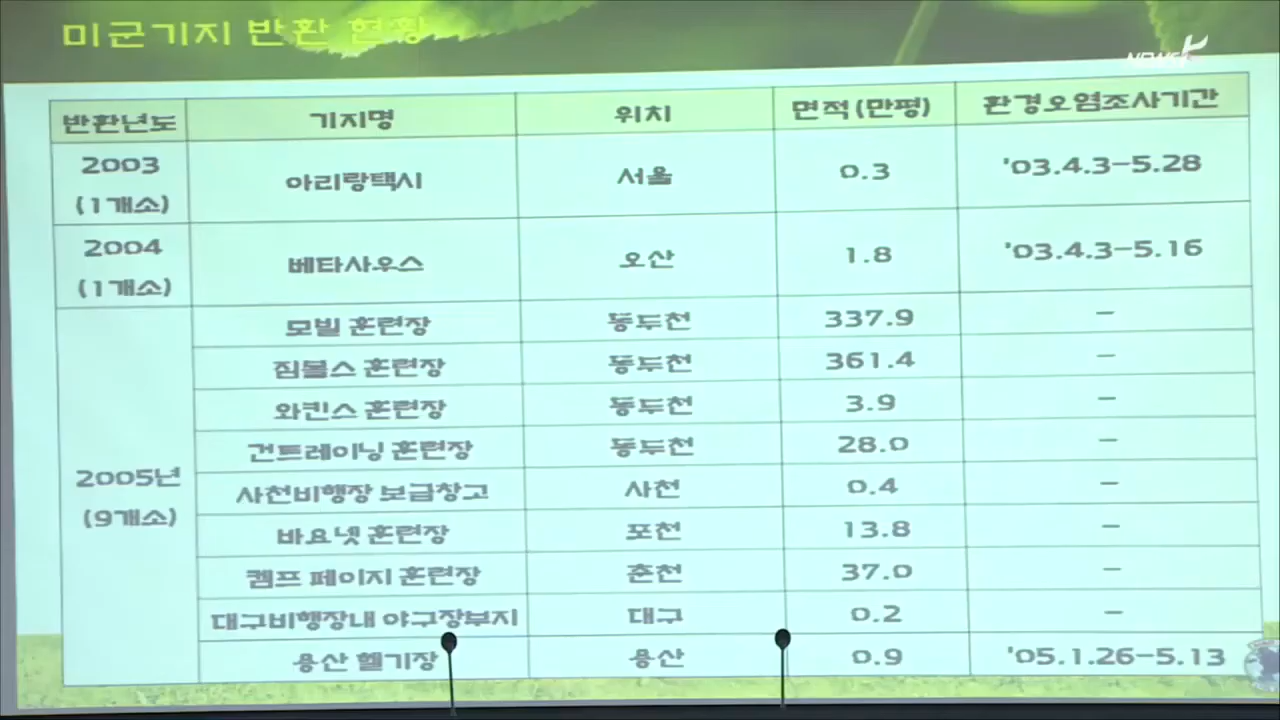 미군기지 반환 현황
NEWS
반환년도 기지명 위치 면적(만평) 환경오염조사기간
2003 (1개소) 아리랑택시 서울 0.3 '03.4.3-5.28
2004 (1개소) 베타사우스 오산 1.8 '03.4.3-5.16
2005년 (9개소) 모빌 훈련장 동두천 337.9 -
짐볼스 훈련장 동두천 361.4 -
와킨스 훈련장 동두천 3.9 -
건트레이닝 훈련장 동두천 28.0 -
사천비행장 보급창고 사천 0.4 -
바요넷 훈련장 포천 13.8 -
켐프 페이지 훈련장 춘천 37.0 -
대구비행장내 야구장부지 대구 0.2 -
용산 헬기장 용산 0.9 '05.1.26-5.13